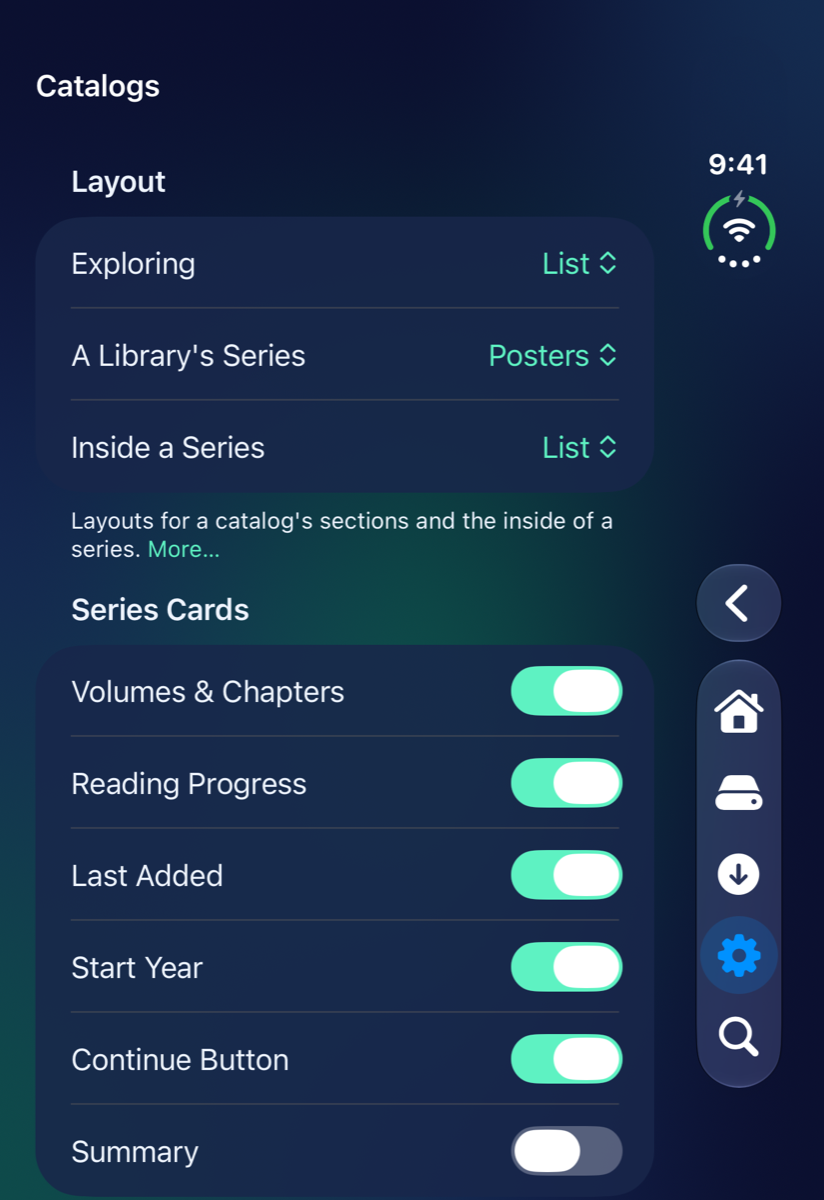 Catalogs
9:41
Layout
Exploring List
A Library's Series Posters
Inside a Series List
Layouts for a catalog's sections and the inside of a
series. More...
Series Cards
Volumes & Chapters
Reading Progress
Last Added
Start Year
Continue Button
Summary